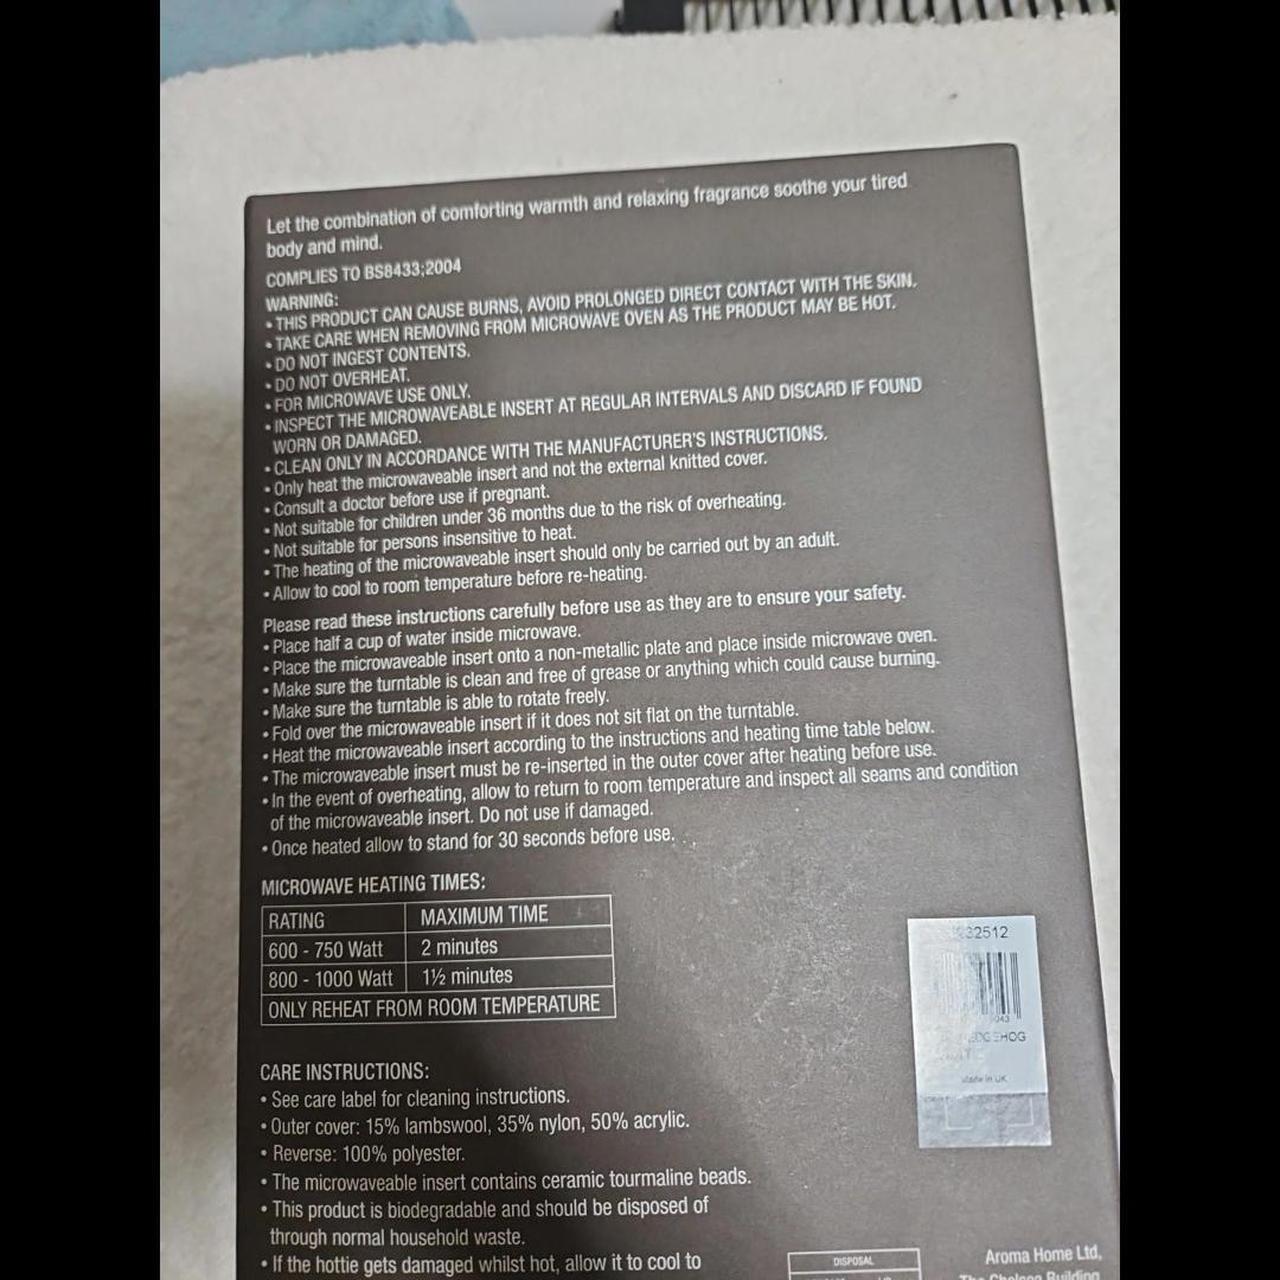 Let the combination of comforting warmth and relaxing fragrance soothe your tired
body and mind.
COMPLIES TO BS8433;2004
WARNING:
• THIS PRODUCT CAN CAUSE BURNS, AVOID PROLONGED DIRECT CONTACT WITH THE SKIN.
• TAKE CARE WHEN REMOVING FROM MICROWAVE OVEN AS THE PRODUCT MAY BE HOT.
• DO NOT INGEST CONTENTS.
• DO NOT OVERHEAT.
• FOR MICROWAVE USE ONLY.
• INSPECT THE MICROWAVEABLE INSERT AT REGULAR INTERVALS AND DISCARD IF FOUND
WORN OR DAMAGED.
• CLEAN ONLY IN ACCORDANCE WITH THE MANUFACTURER'S INSTRUCTIONS.
• Only heat the microwaveable insert and not the external knitted cover.
• Consult a doctor before use if pregnant.
• Not suitable for children under 36 months due to the risk of overheating.
• Not suitable for persons insensitive to heat.
• The heating of the microwaveable insert should only be carried out by an adult.
• Allow to cool to room temperature before re-heating.
Please read these instructions carefully before use as they are to ensure your safety.
• Place half a cup of water inside microwave.
• Place the microwaveable insert onto a non-metallic plate and place inside microwave oven.
• Make sure the turntable is clean and free of grease or anything which could cause burning.
• Make sure the turntable is able to rotate freely.
• Fold over the microwaveable insert if it does not sit flat on the turntable.
• Heat the microwaveable insert according to the instructions and heating time table below.
• The microwaveable insert must be re-inserted in the outer cover after heating before use.
• In the event of overheating, allow to return to room temperature and inspect all seams and condition
of the microwaveable insert. Do not use if damaged.
• Once heated allow to stand for 30 seconds before use.
MICROWAVE HEATING TIMES:
RATING MAXIMUM TIME
600 - 750 Watt 2 minutes
800 - 1000 Watt 1½ minutes
ONLY REHEAT FROM ROOM TEMPERATURE
32512
Made in UK
CARE INSTRUCTIONS:
• See care label for cleaning instructions.
• Outer cover: 15% lambswool, 35% nylon, 50% acrylic.
• Reverse: 100% polyester.
• The microwaveable insert contains ceramic tourmaline beads.
• This product is biodegradable and should be disposed of
through normal household waste.
• If the hottie gets damaged whilst hot, allow it to cool to
DISPOSAL
Aroma Home Ltd,
The Chelsea Building